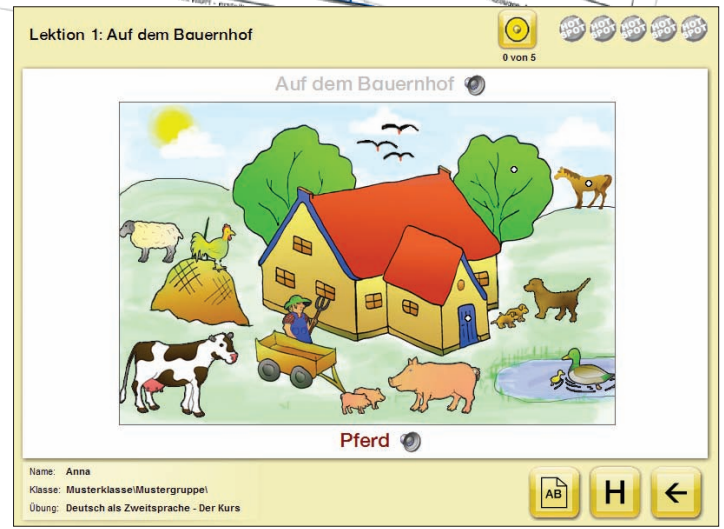 Lektion 1: Auf dem Bauernhof
0 von 5
HOT SPOT HOT SPOT HOT SPOT HOT SPOT HOT SPOT
Auf dem Bauernhof
Pferd
Name: Anna
Klasse: Musterklasse\Mustergruppe\
Übung: Deutsch als Zweitsprache - Der Kurs
AB
H